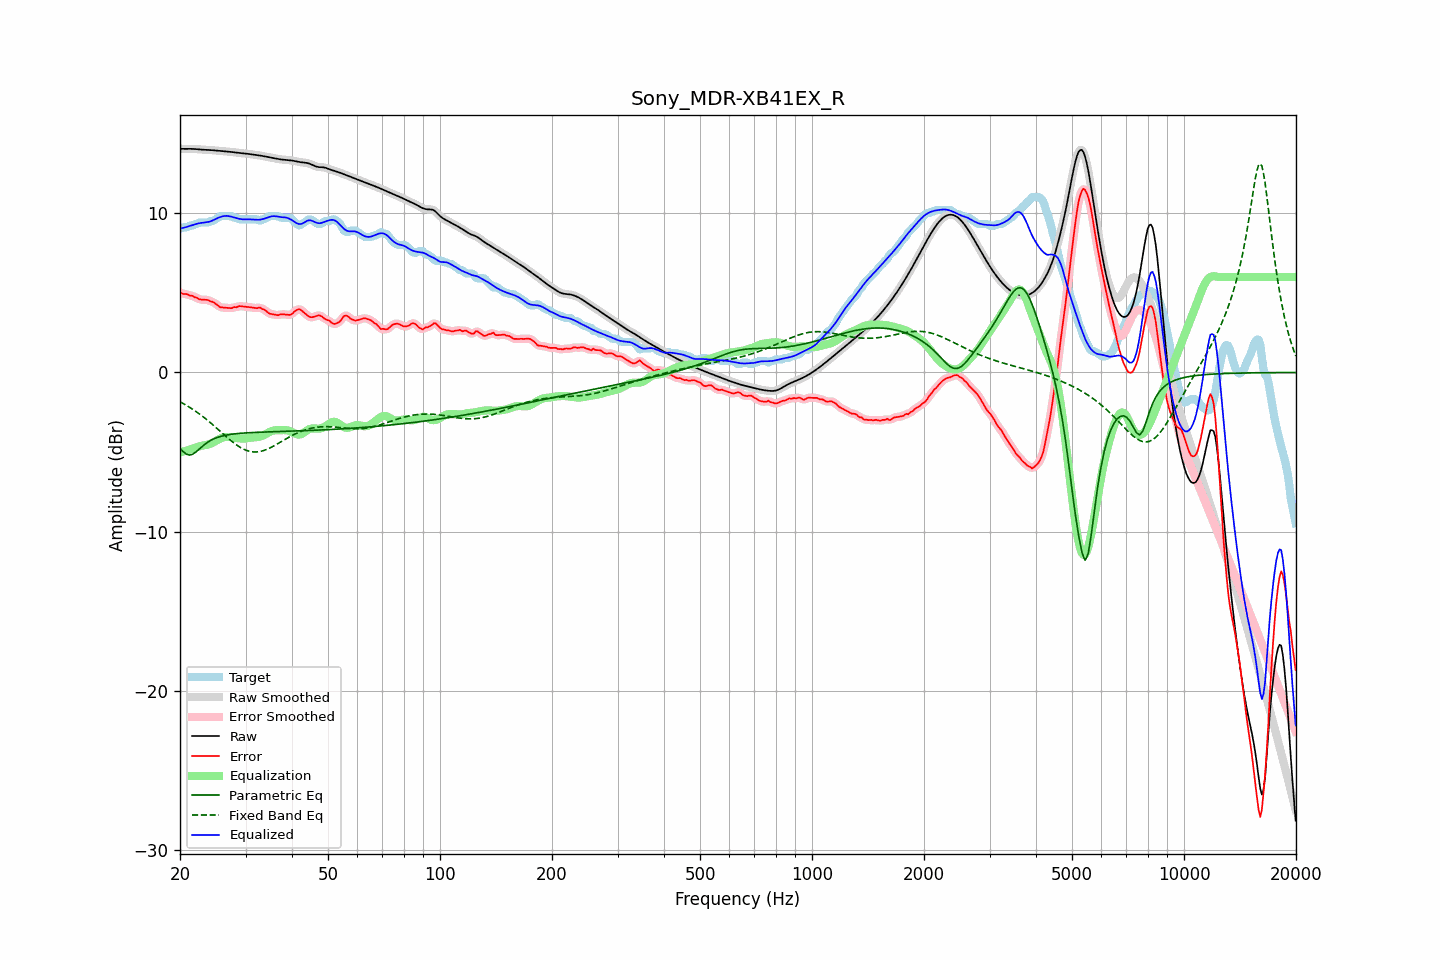 Sony_MDR-XB41EX_R
Amplitude (dBr)
10
0
−10
−20
−30
Target
Raw Smoothed
Error Smoothed
Raw
Error
Equalization
Parametric Eq
Fixed Band Eq
Equalized
20 50 100 200 500 1000 2000 5000 10000 20000
Frequency (Hz)